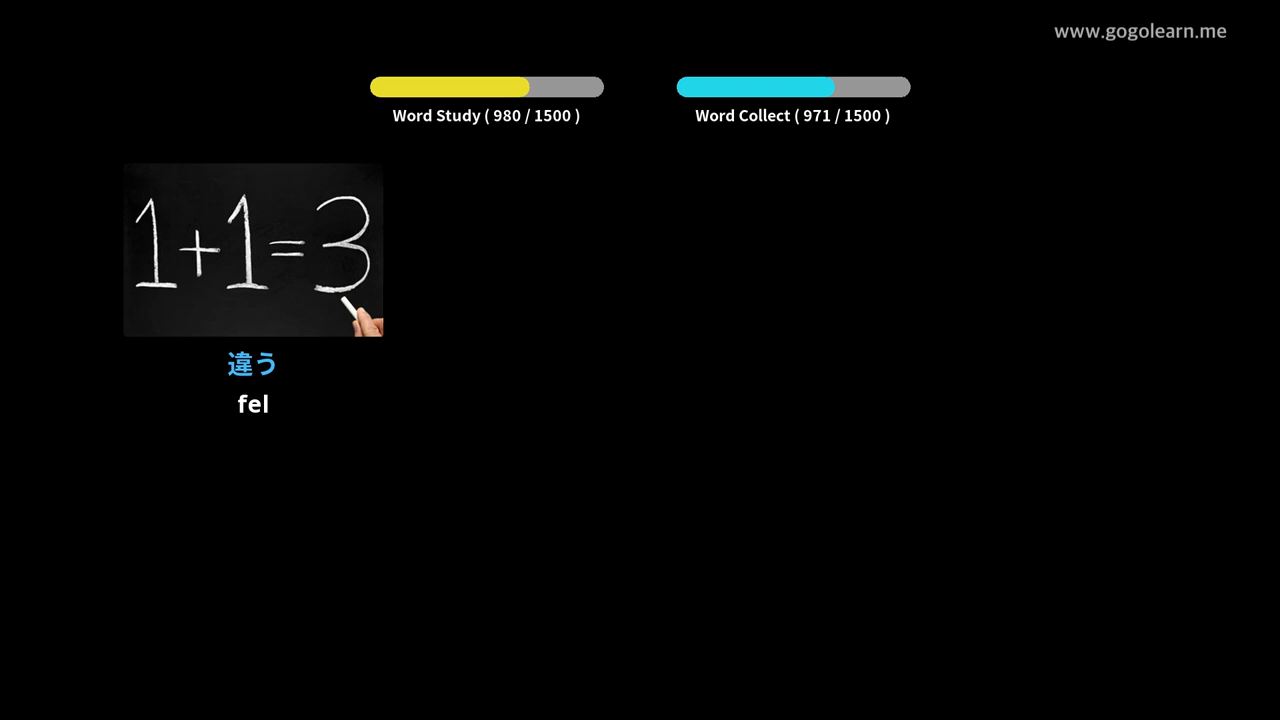 www.gogolearn.me
Word Study ( 980 / 1500 )
Word Collect ( 971 / 1500 )
1+1=3
違う
fel